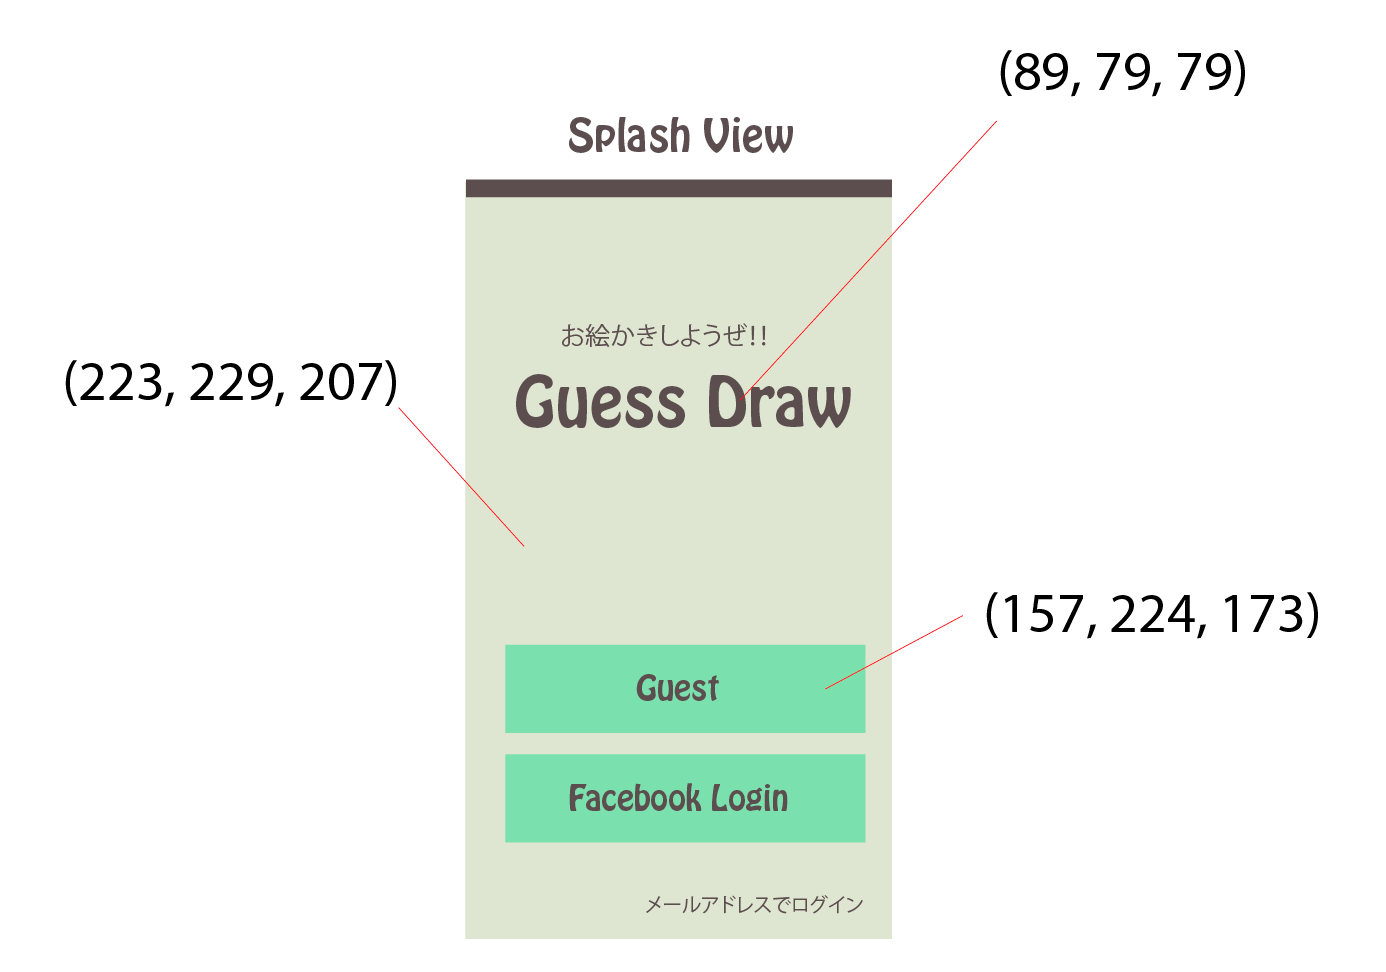 (89, 79, 79)
Splash View
お絵かきしようぜ!!
(223, 229, 207)
Guess Draw
(157, 224, 173)
Guest
Facebook Login
メールアドレスでログイン